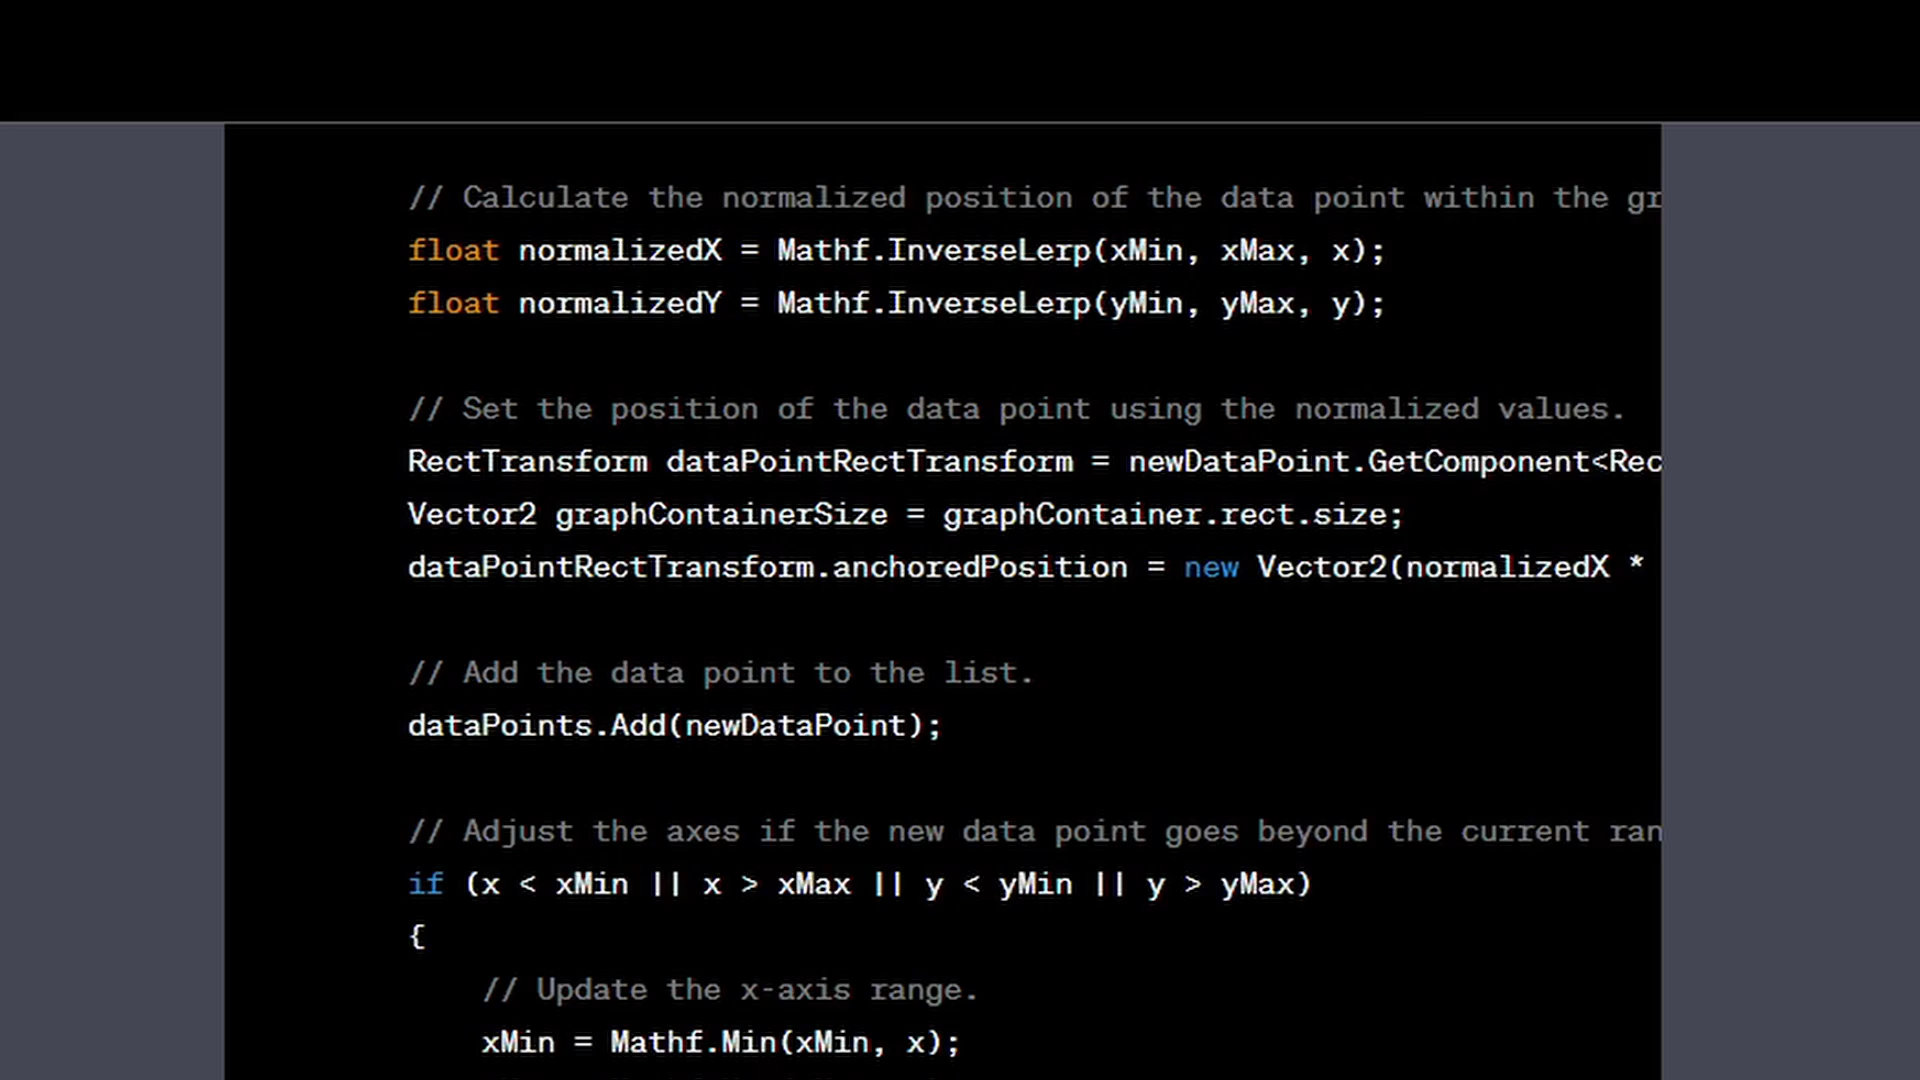 // Calculate the normalized position of the data point within the gr
float normalizedX = Mathf.InverseLerp(xMin, xMax, x);
float normalizedY = Mathf.InverseLerp(yMin, yMax, y);
// Set the position of the data point using the normalized values.
RectTransform dataPointRectTransform = newDataPoint.GetComponent<Rec
Vector2 graphContainerSize = graphContainer.rect.size;
dataPointRectTransform.anchoredPosition = new Vector2(normalizedX *
// Add the data point to the list.
dataPoints.Add(newDataPoint);
// Adjust the axes if the new data point goes beyond the current ran
if (x < xMin || x > xMax || y < yMin || y > yMax)
{
// Update the x-axis range.
xMin = Mathf.Min(xMin, x);